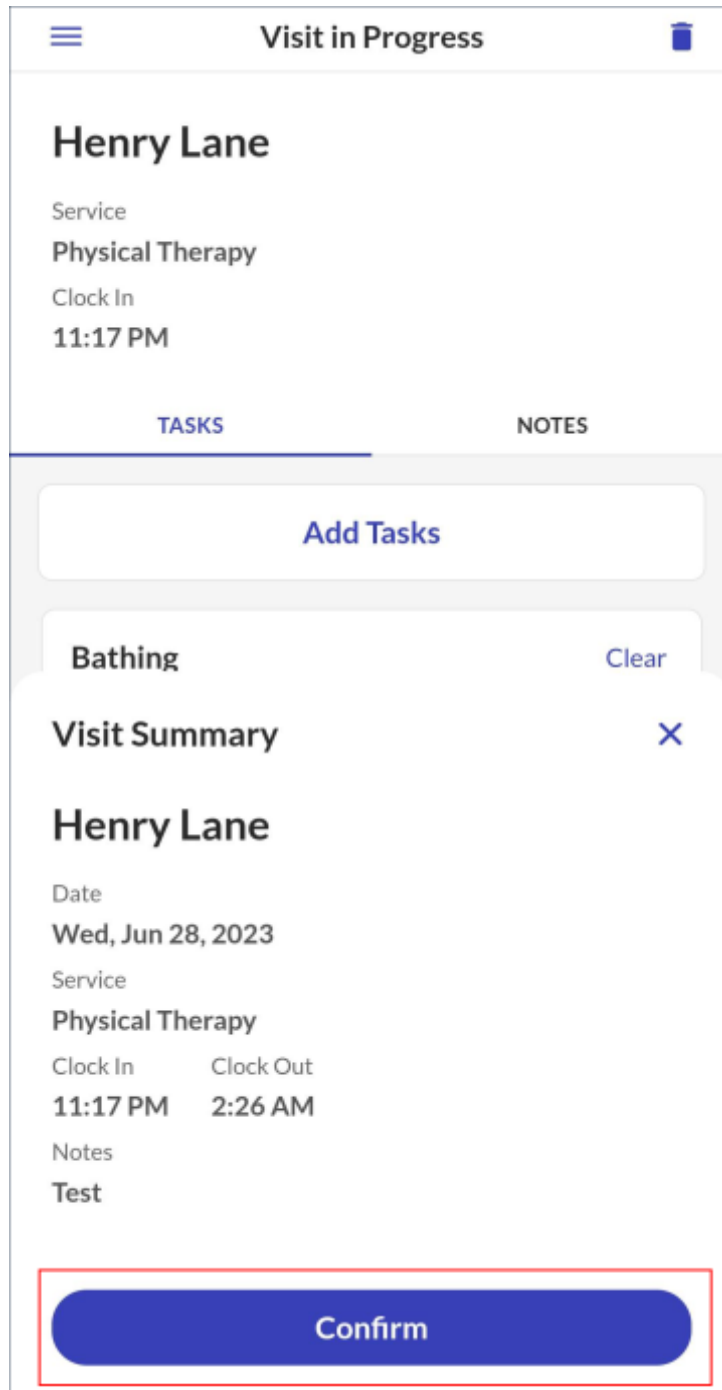 Visit in Progress
Henry Lane
Service
Physical Therapy
Clock In
11:17 PM
TASKS NOTES
Add Tasks
Bathing Clear
Visit Summary
Henry Lane
Date
Wed, Jun 28, 2023
Service
Physical Therapy
Clock In Clock Out
11:17 PM 2:26 AM
Notes
Test
Confirm